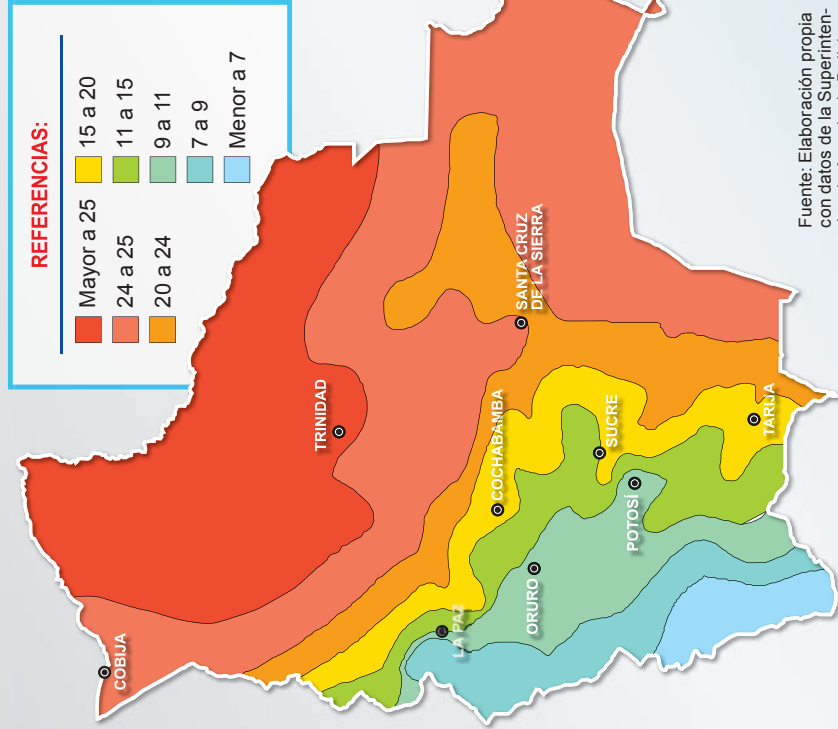 REFERENCIAS:
Mayor a 25
24 a 25
20 a 24
15 a 20
11 a 15
9 a 11
7 a 9
Menor a 7
COBIJA
TRINIDAD
LA PAZ
COCHABAMBA
SANTA CRUZ
DE LA SIERRA
ORURO
SUCRE
POTOSÍ
TARIJA
Fuente: Elaboración propia
con datos de la Superinten-